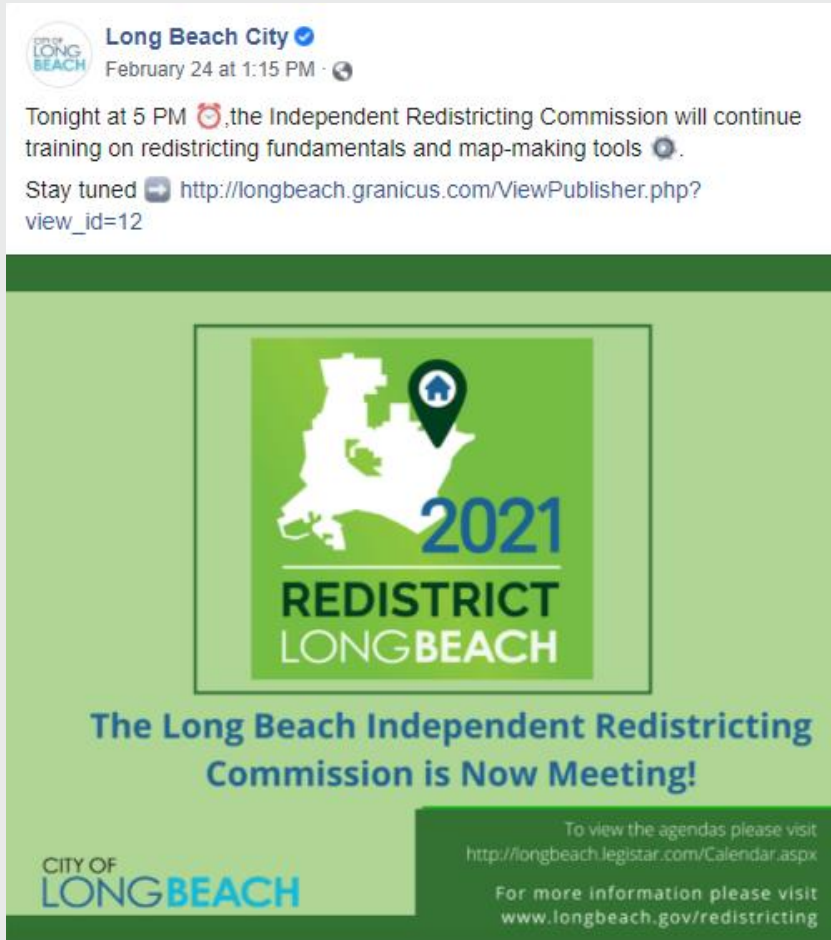 CITY OF
LONG
BEACH
Long Beach City
February 24 at 1:15 PM ·
Tonight at 5 PM ⏰,the Independent Redistricting Commission will continue
training on redistricting fundamentals and map-making tools ⚙.
Stay tuned ➡ http://longbeach.granicus.com/ViewPublisher.php?
view_id=12
2021
REDISTRICT
LONGBEACH
The Long Beach Independent Redistricting
Commission is Now Meeting!
To view the agendas please visit
http://longbeach.legistar.com/Calendar.aspx
For more information please visit
www.longbeach.gov/redistricting
CITY OF
LONGBEACH